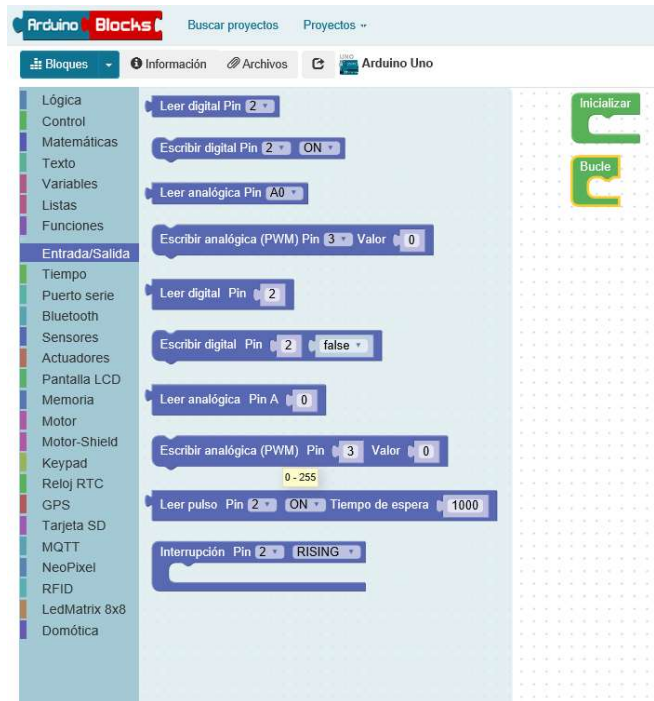 Arduino Blocks
Buscar proyectos
Proyectos
Bloques
Información
Archivos
UNO
Arduino Uno
Lógica
Control
Matemáticas
Texto
Variables
Listas
Funciones
Entrada/Salida
Tiempo
Puerto serie
Bluetooth
Sensores
Actuadores
Pantalla LCD
Memoria
Motor
Motor-Shield
Keypad
Reloj RTC
GPS
Tarjeta SD
MQTT
NeoPixel
RFID
LedMatrix 8x8
Domótica
Leer digital Pin 2
Escribir digital Pin 2 ON
Leer analógica Pin A0
Escribir analógica (PWM) Pin 3 Valor 0
Leer digital Pin 2
Escribir digital Pin 2 false
Leer analógica Pin A 0
Escribir analógica (PWM) Pin 3 Valor 0
0 - 255
Leer pulso Pin 2 ON Tiempo de espera 1000
Interrupción Pin 2 RISING
Inicializar
Bucle